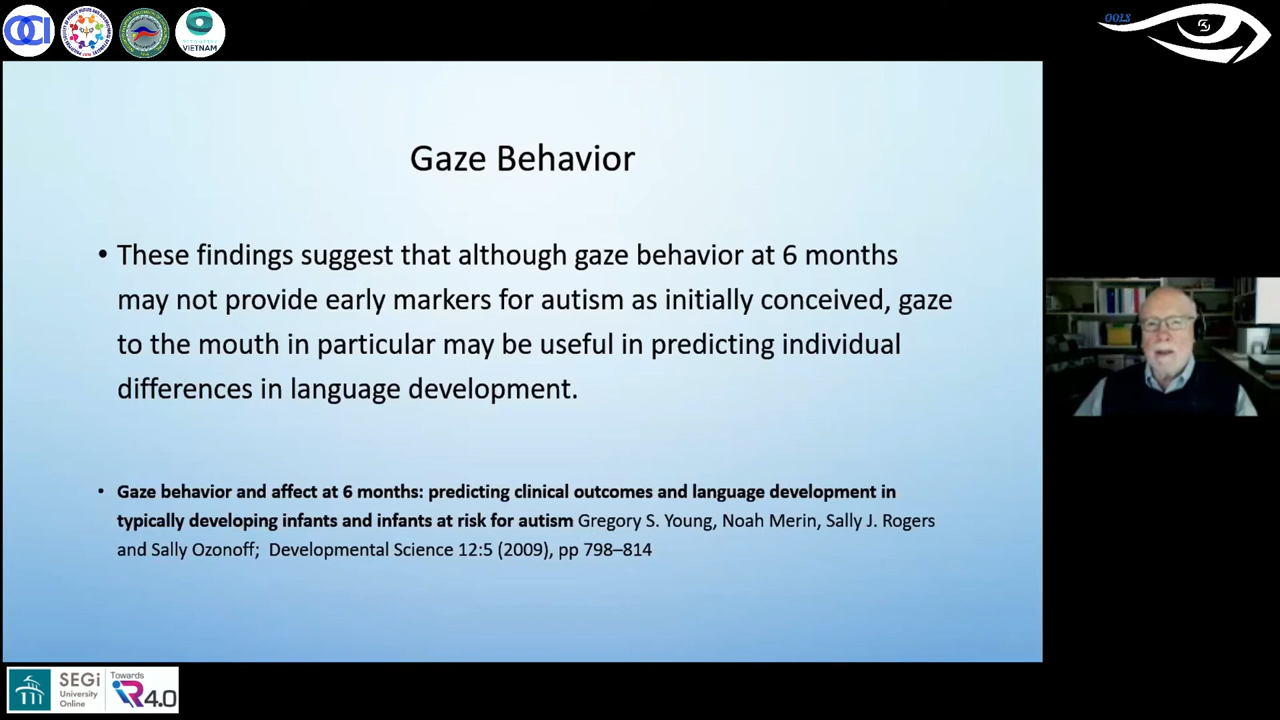 OCI
VIETNAM
OOLS
Gaze Behavior
• These findings suggest that although gaze behavior at 6 months
may not provide early markers for autism as initially conceived, gaze
to the mouth in particular may be useful in predicting individual
differences in language development.
• Gaze behavior and affect at 6 months: predicting clinical outcomes and language development in
typically developing infants and infants at risk for autism Gregory S. Young, Noah Merin, Sally J. Rogers
and Sally Ozonoff; Developmental Science 12:5 (2009), pp 798–814
SEGi
University
Online
Towards
iR4.0